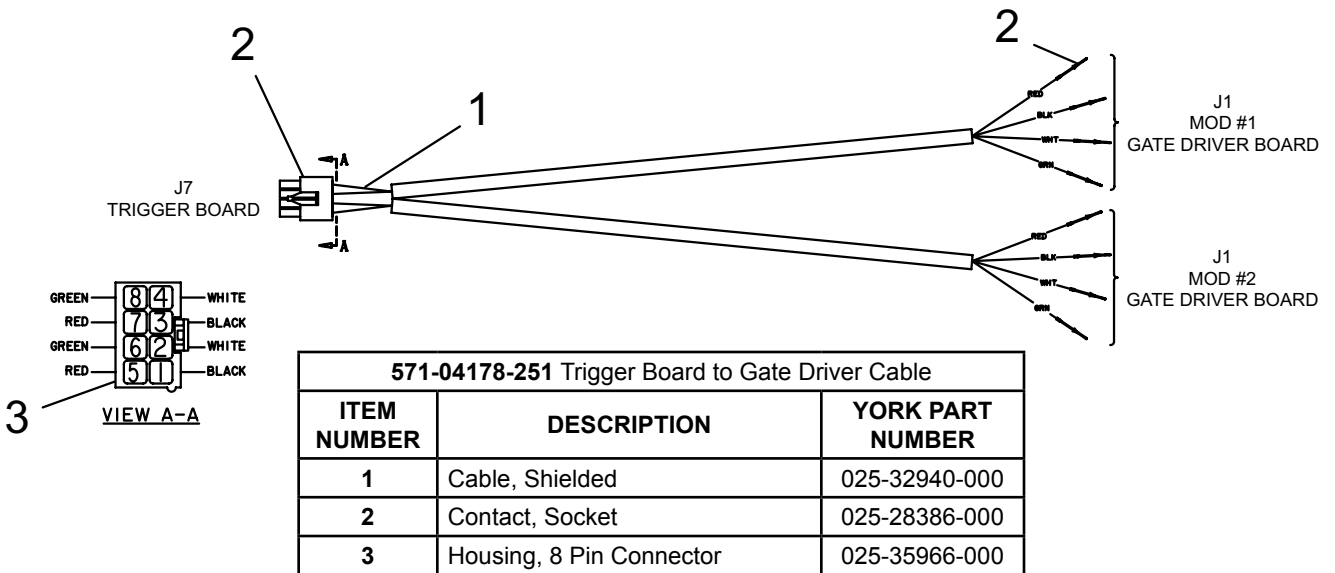 2
2
1
A
A
J7
TRIGGER BOARD
RED
BLK
WHT
GRN
J1
MOD #1
GATE DRIVER BOARD
RED
BLK
WHT
GRN
J1
MOD #2
GATE DRIVER BOARD
GREEN 8 4 WHITE
RED 7 3 BLACK
GREEN 6 2 WHITE
RED 5 1 BLACK
3
VIEW A-A
571-04178-251 Trigger Board to Gate Driver Cable
ITEM NUMBER DESCRIPTION YORK PART NUMBER
1 Cable, Shielded 025-32940-000
2 Contact, Socket 025-28386-000
3 Housing, 8 Pin Connector 025-35966-000